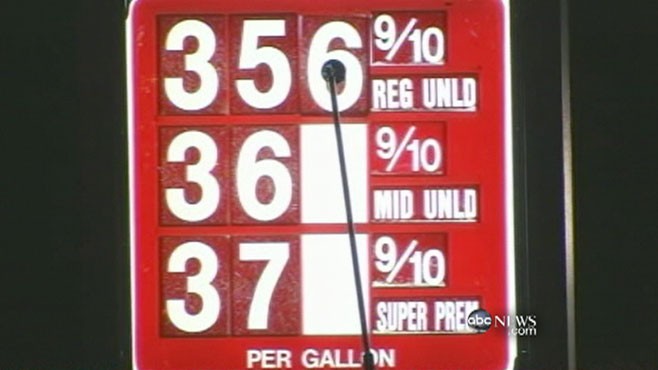 356 9/10
REG UNLD
36 9/10
MID UNLD
37 9/10
SUPER PREM
abc NEWS
.com
PER GALLON